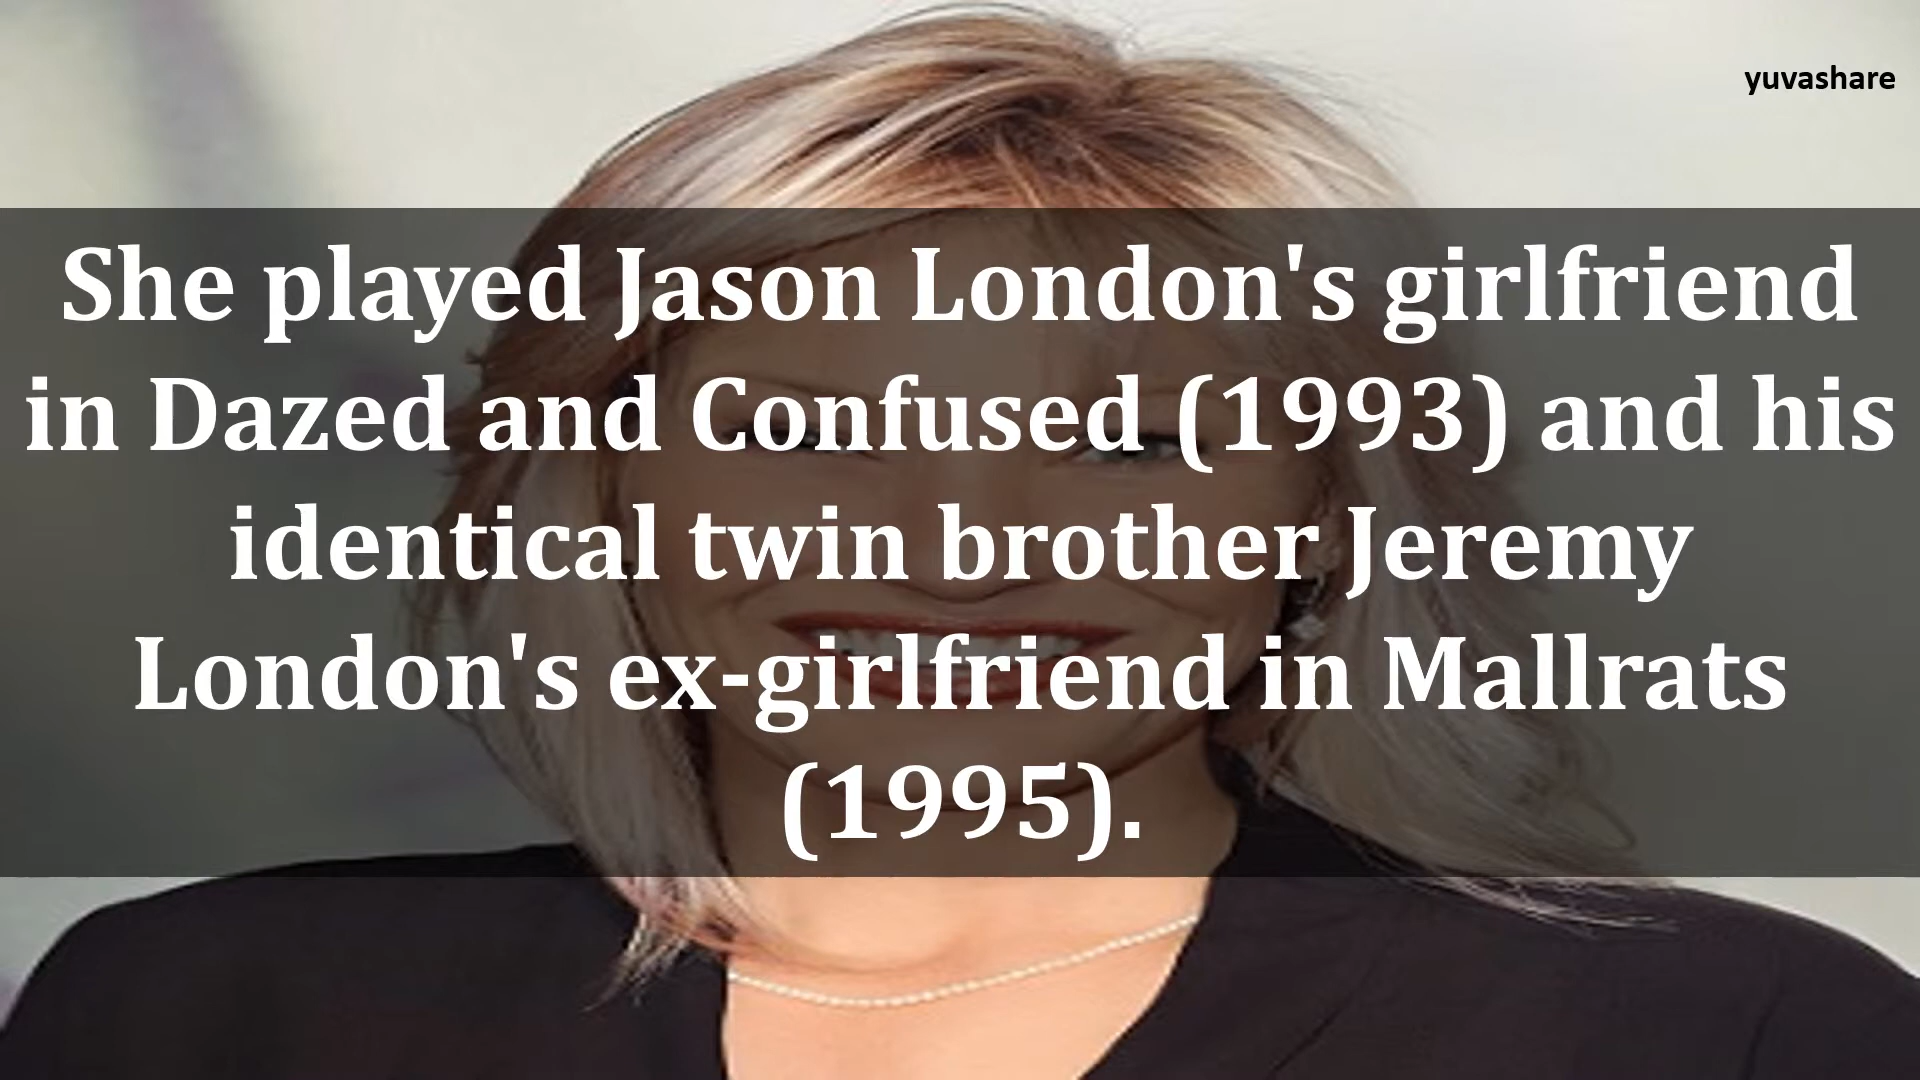 yuvashare
She played Jason London's girlfriend
in Dazed and Confused (1993) and his
identical twin brother Jeremy
London's ex-girlfriend in Mallrats
(1995).